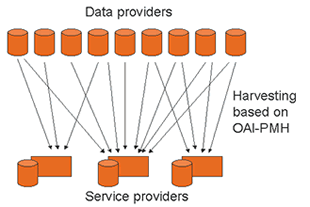 Data providers
Harvesting
based on
OAI-PMH
Service providers